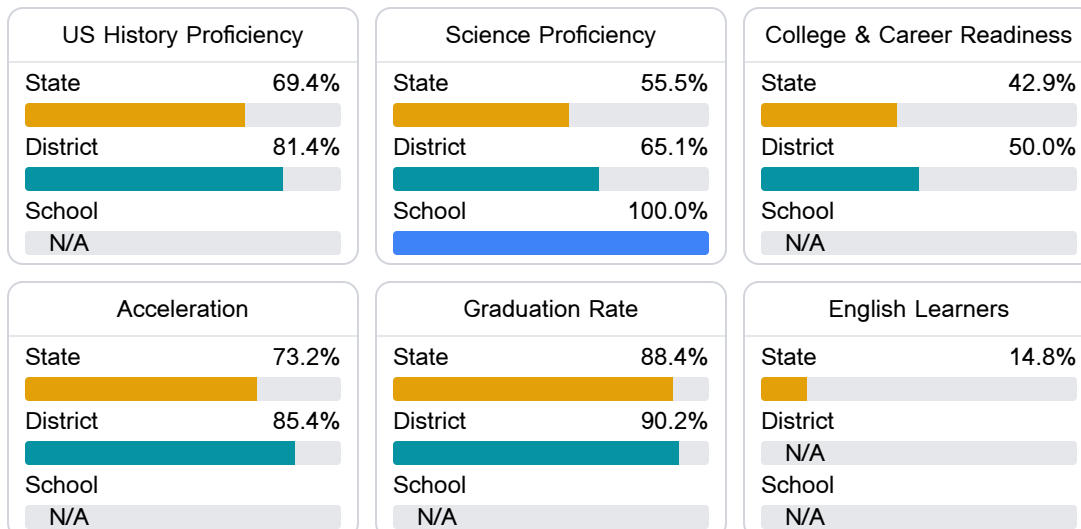 US History Proficiency
State 69.4%
District 81.4%
School
N/A
Science Proficiency
State 55.5%
District 65.1%
School 100.0%
College & Career Readiness
State 42.9%
District 50.0%
School
N/A
Acceleration
State 73.2%
District 85.4%
School
N/A
Graduation Rate
State 88.4%
District 90.2%
School
N/A
English Learners
State 14.8%
District
N/A
School
N/A